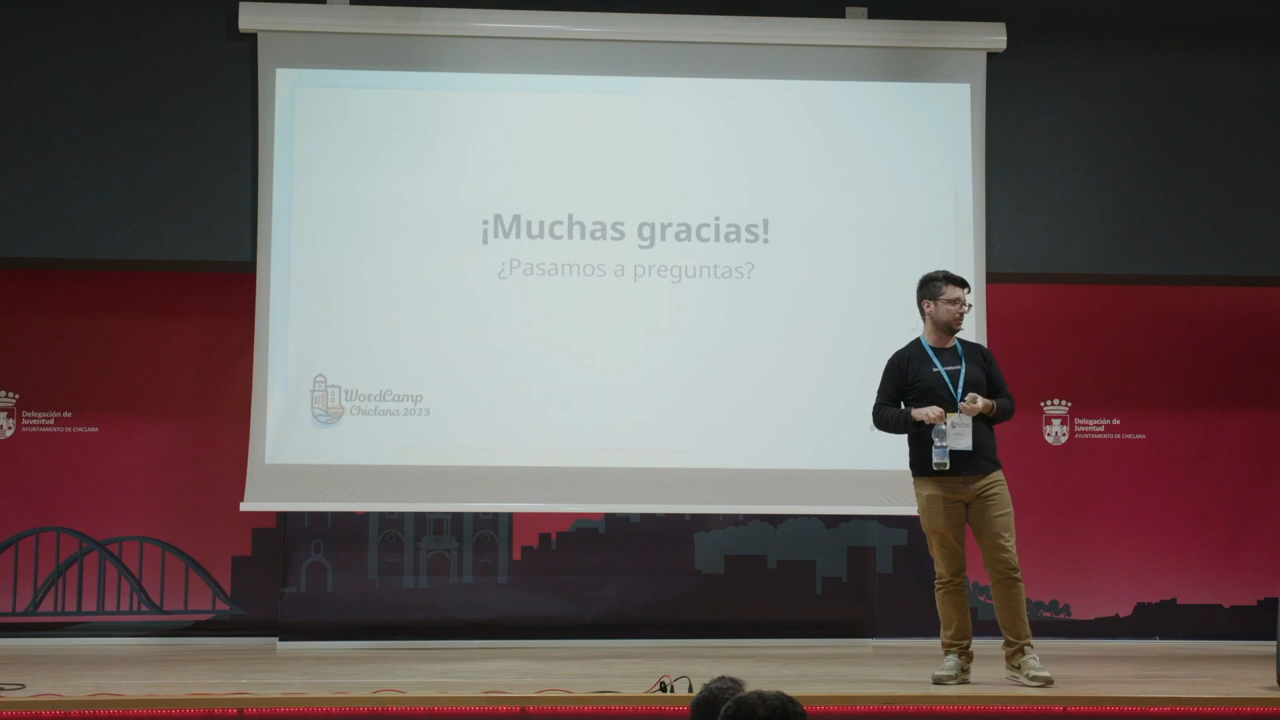 ¡Muchas gracias!
¿Pasamos a preguntas?
WordCamp
Chiclana 2023
Delegación de
Juventud
AYUNTAMIENTO DE CHICLANA
Delegación de
Juventud
AYUNTAMIENTO DE CHICLANA